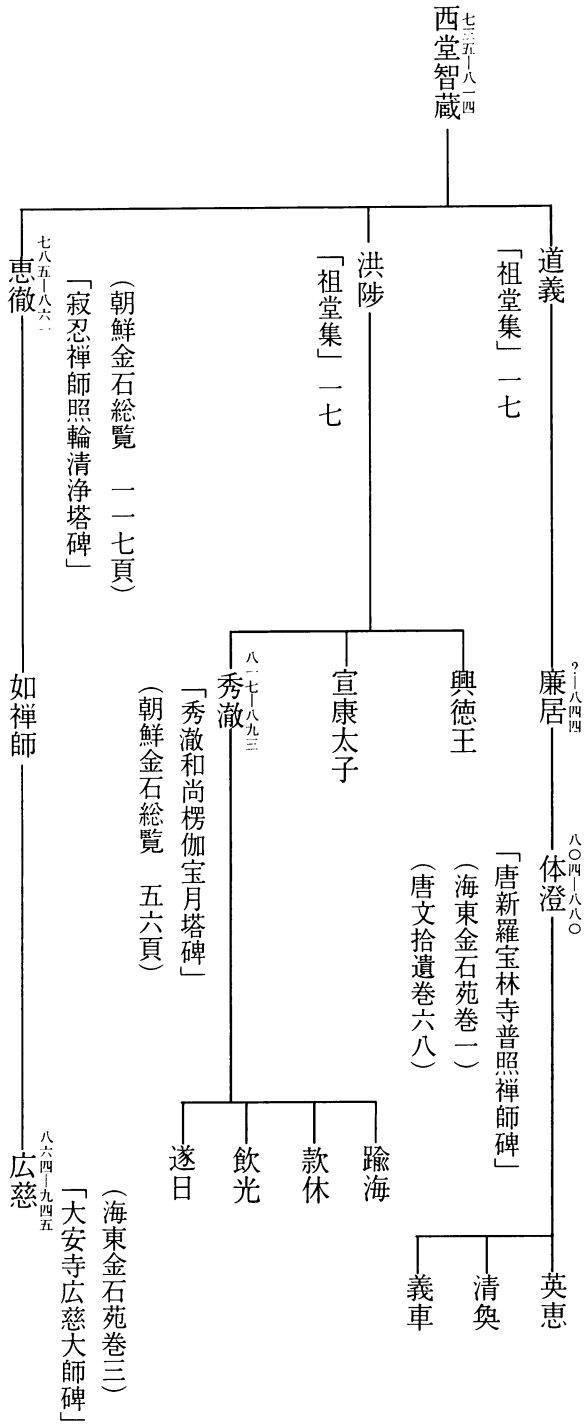 七三五―八一四
西堂智蔵
道義
「祖堂集」一七
?―八四四
廉居
八〇四―八八〇
体澄
「唐新羅宝林寺普照禅師碑」
(海東金石苑巻一)
(唐文拾遺巻六八)
英恵
清奐
義車
洪陟
「祖堂集」一七
興徳王
宣康太子
八一七―八九三
秀澈
「秀澈和尚楞伽宝月塔碑」
(朝鮮金石総覧 五六頁)
踰海
款休
飲光
遂日
七八五―八六一
恵徹
(朝鮮金石総覧 一一七頁)
「寂忍禅師照輪清浄塔碑」
如禅師
八六四―九四五
広慈
(海東金石苑巻三)
「大安寺広慈大師碑」